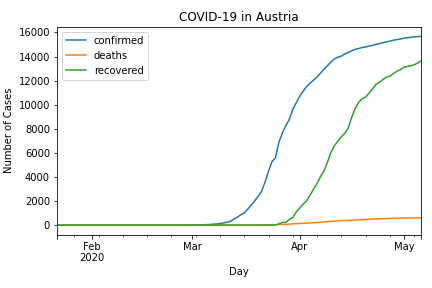 COVID-19 in Austria
confirmed
deaths
recovered
Number of Cases
16000
14000
12000
10000
8000
6000
4000
2000
0
Feb
2020
Mar
Apr
May
Day